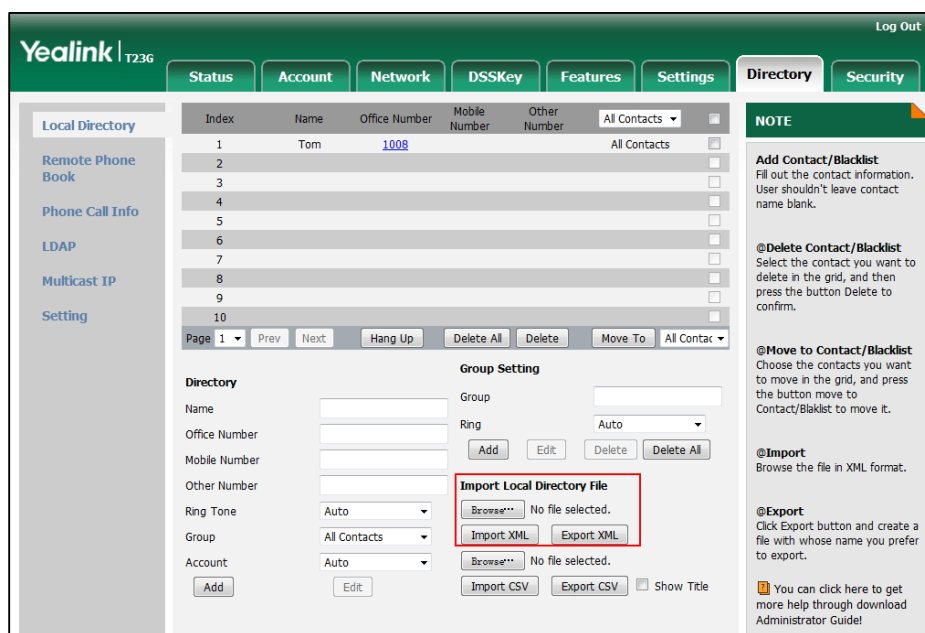 Log Out
Yealink T23G
Status Account Network DSSKey Features Settings Directory Security
Local Directory
Remote Phone
Book
Phone Call Info
LDAP
Multicast IP
Setting
Index Name Office Number Mobile Number Other Number All Contacts
1 Tom 1008 All Contacts
2
3
4
5
6
7
8
9
10
Page 1 Prev Next Hang Up Delete All Delete Move To All Contac
Directory
Name
Office Number
Mobile Number
Other Number
Ring Tone Auto
Group All Contacts
Account Auto
Add Edit
Group Setting
Group
Ring Auto
Add Edit Delete Delete All
Import Local Directory File
Browse... No file selected.
Import XML Export XML
Browse... No file selected.
Import CSV Export CSV Show Title
NOTE
Add Contact/Blacklist
Fill out the contact information.
User shouldn't leave contact
name blank.
@Delete Contact/Blacklist
Select the contact you want to
delete in the grid, and then
press the button Delete to
confirm.
@Move to Contact/Blacklist
Choose the contacts you want
to move in the grid, and press
the button move to
Contact/Blaklist to move it.
@Import
Browse the file in XML format.
@Export
Click Export button and create a
file with whose name you prefer
to export.
You can click here to get
more help through download
Administrator Guide!